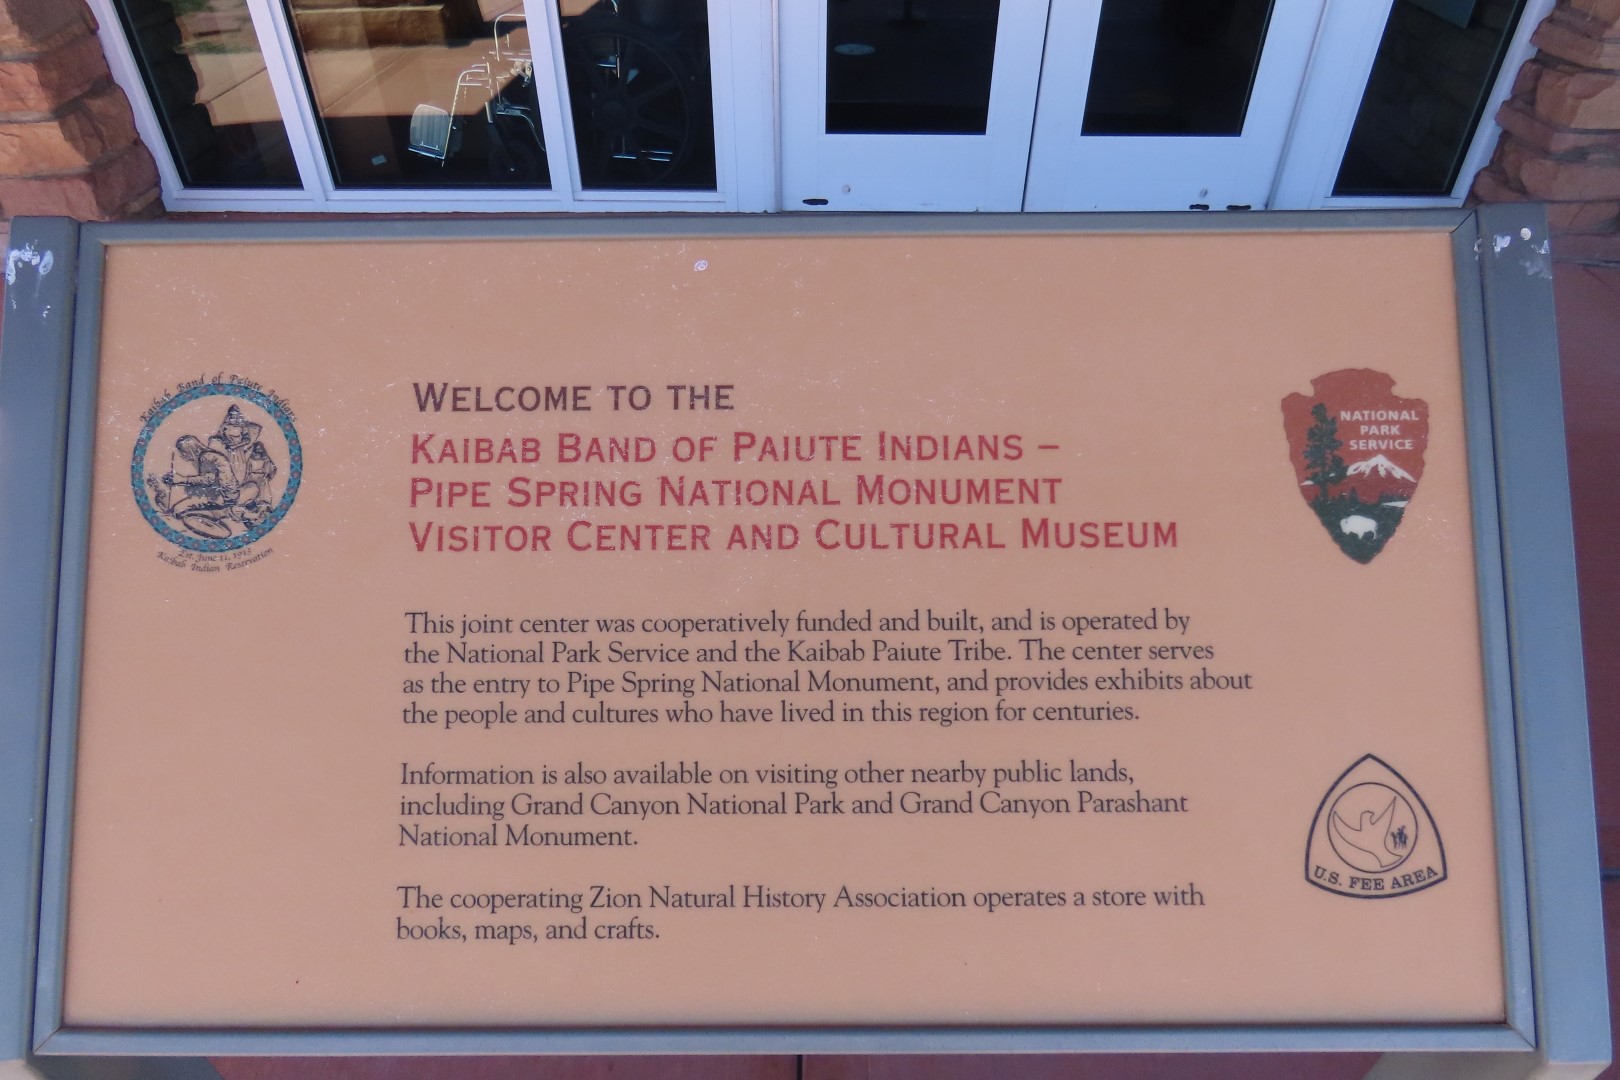 Kaibab Band of Paiute Indians
Est. June 11, 1913
Kaibab Indian Reservation
WELCOME TO THE
KAIBAB BAND OF PAIUTE INDIANS –
PIPE SPRING NATIONAL MONUMENT
VISITOR CENTER AND CULTURAL MUSEUM
NATIONAL
PARK
SERVICE
This joint center was cooperatively funded and built, and is operated by
the National Park Service and the Kaibab Paiute Tribe. The center serves
as the entry to Pipe Spring National Monument, and provides exhibits about
the people and cultures who have lived in this region for centuries.
Information is also available on visiting other nearby public lands,
including Grand Canyon National Park and Grand Canyon Parashant
National Monument.
U.S. FEE AREA
The cooperating Zion Natural History Association operates a store with
books, maps, and crafts.